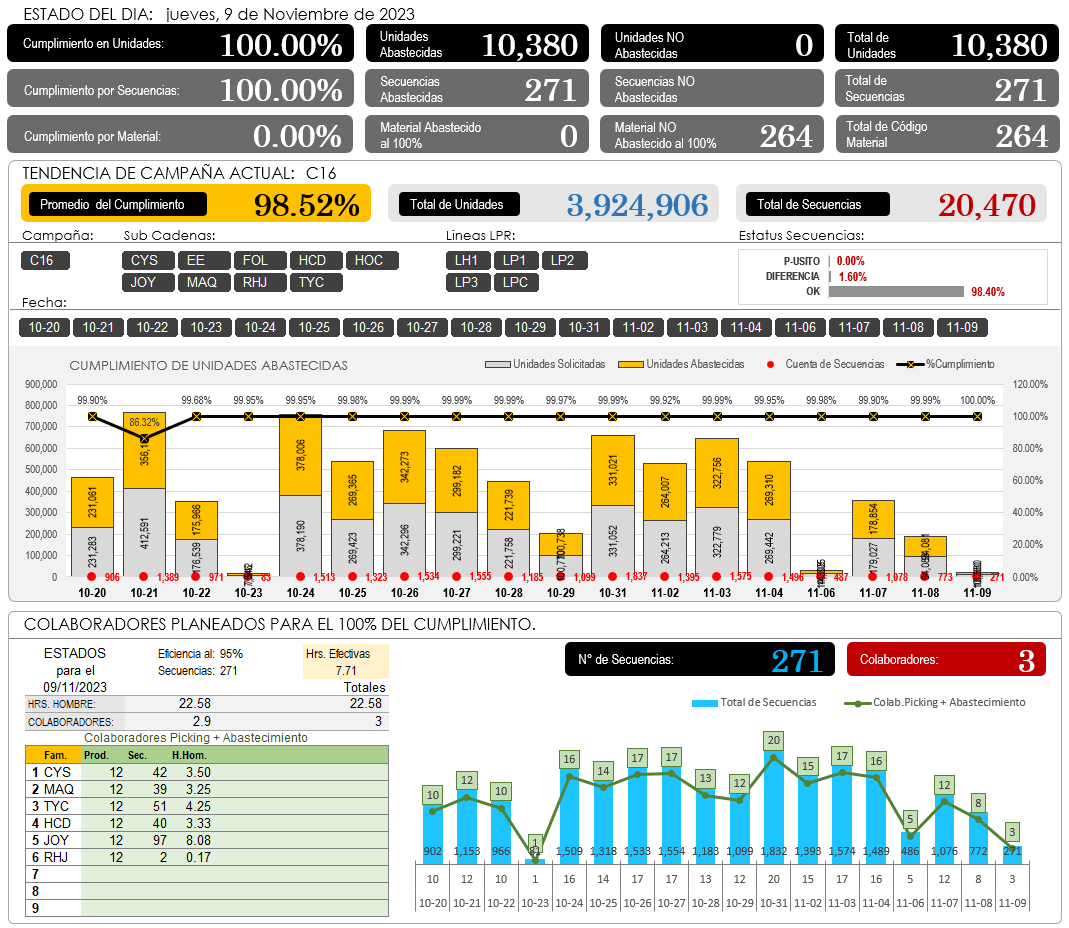 ESTADO DEL DIA: jueves, 9 de Noviembre de 2023
Cumplimiento en Unidades: 100.00%
Unidades Abastecidas 10,380
Unidades NO Abastecidas 0
Total de Unidades 10,380
Cumplimiento por Secuencias: 100.00%
Secuencias Abastecidas 271
Secuencias NO Abastecidas
Total de Secuencias 271
Cumplimiento por Material: 0.00%
Material Abastecido al 100% 0
Material NO Abastecido al 100% 264
Total de Código Material 264
TENDENCIA DE CAMPAÑA ACTUAL: C16
Promedio del Cumplimiento 98.52%
Total de Unidades 3,924,906
Total de Secuencias 20,470
Campaña: Sub Cadenas: Lineas LPR: Estatus Secuencias:
C16 CYS EE FOL HCD HOC LH1 LP1 LP2
JOY MAQ RHJ TYC LP3 LPC
P-USITO 0.00%
DIFERENCIA 1.60%
OK 98.40%
Fecha:
10-20 10-21 10-22 10-23 10-24 10-25 10-26 10-27 10-28 10-29 10-31 11-02 11-03 11-04 11-06 11-07 11-08 11-09
CUMPLIMIENTO DE UNIDADES ABASTECIDAS
Unidades Solicitadas Unidades Abastecidas Cuenta de Secuencias %Cumplimiento
900,000 800,000 700,000 600,000 500,000 400,000 300,000 200,000 100,000 0
120.00% 100.00% 80.00% 60.00% 40.00% 20.00% 0.00%
99.90% 86.32% 99.68% 99.95% 99.95% 99.98% 99.99% 99.99% 99.99% 99.97% 99.99% 99.92% 99.99% 99.95% 99.98% 99.90% 99.99% 100.00%
231,061 175,966 378,006 269,365 342,273 299,182 221,739 100,738 331,021 264,007 322,756 269,310 178,854
231,283 412,591 176,539 378,190 269,423 342,296 299,221 221,758 331,052 264,213 322,779 269,442 179,027
906 1,389 971 85 1,513 1,323 1,534 1,555 1,185 1,099 1,837 1,395 1,575 1,496 487 1,078 773 271
10-20 10-21 10-22 10-23 10-24 10-25 10-26 10-27 10-28 10-29 10-31 11-02 11-03 11-04 11-06 11-07 11-08 11-09
COLABORADORES PLANEADOS PARA EL 100% DEL CUMPLIMIENTO.
ESTADOS para el 09/11/2023
Eficiencia al: 95%
Secuencias: 271
Hrs. Efectivas
7.71
Totales
HRS. HOMBRE: 22.58 22.58
COLABORADORES: 2.9 3
Colaboradores Picking + Abastecimiento
Fam. Prod. Sec. H.Hom.
1 CYS 12 42 3.50
2 MAQ 12 39 3.25
3 TYC 12 51 4.25
4 HCD 12 40 3.33
5 JOY 12 97 8.08
6 RHJ 12 2 0.17
7
8
9
N° de Secuencias: 271
Colaboradores: 3
Total de Secuencias Colab.Picking + Abastecimiento
10 12 10 1 16 14 17 17 13 12 20 15 17 16 5 12 8 3
902 1,153 966 1,509 1,318 1,533 1,554 1,183 1,099 1,832 1,393 1,574 1,489 486 1,076 772 271
10 12 10 1 16 14 17 17 13 12 20 15 17 16 5 12 8 3
10-20 10-21 10-22 10-23 10-24 10-25 10-26 10-27 10-28 10-29 10-31 11-02 11-03 11-04 11-06 11-07 11-08 11-09